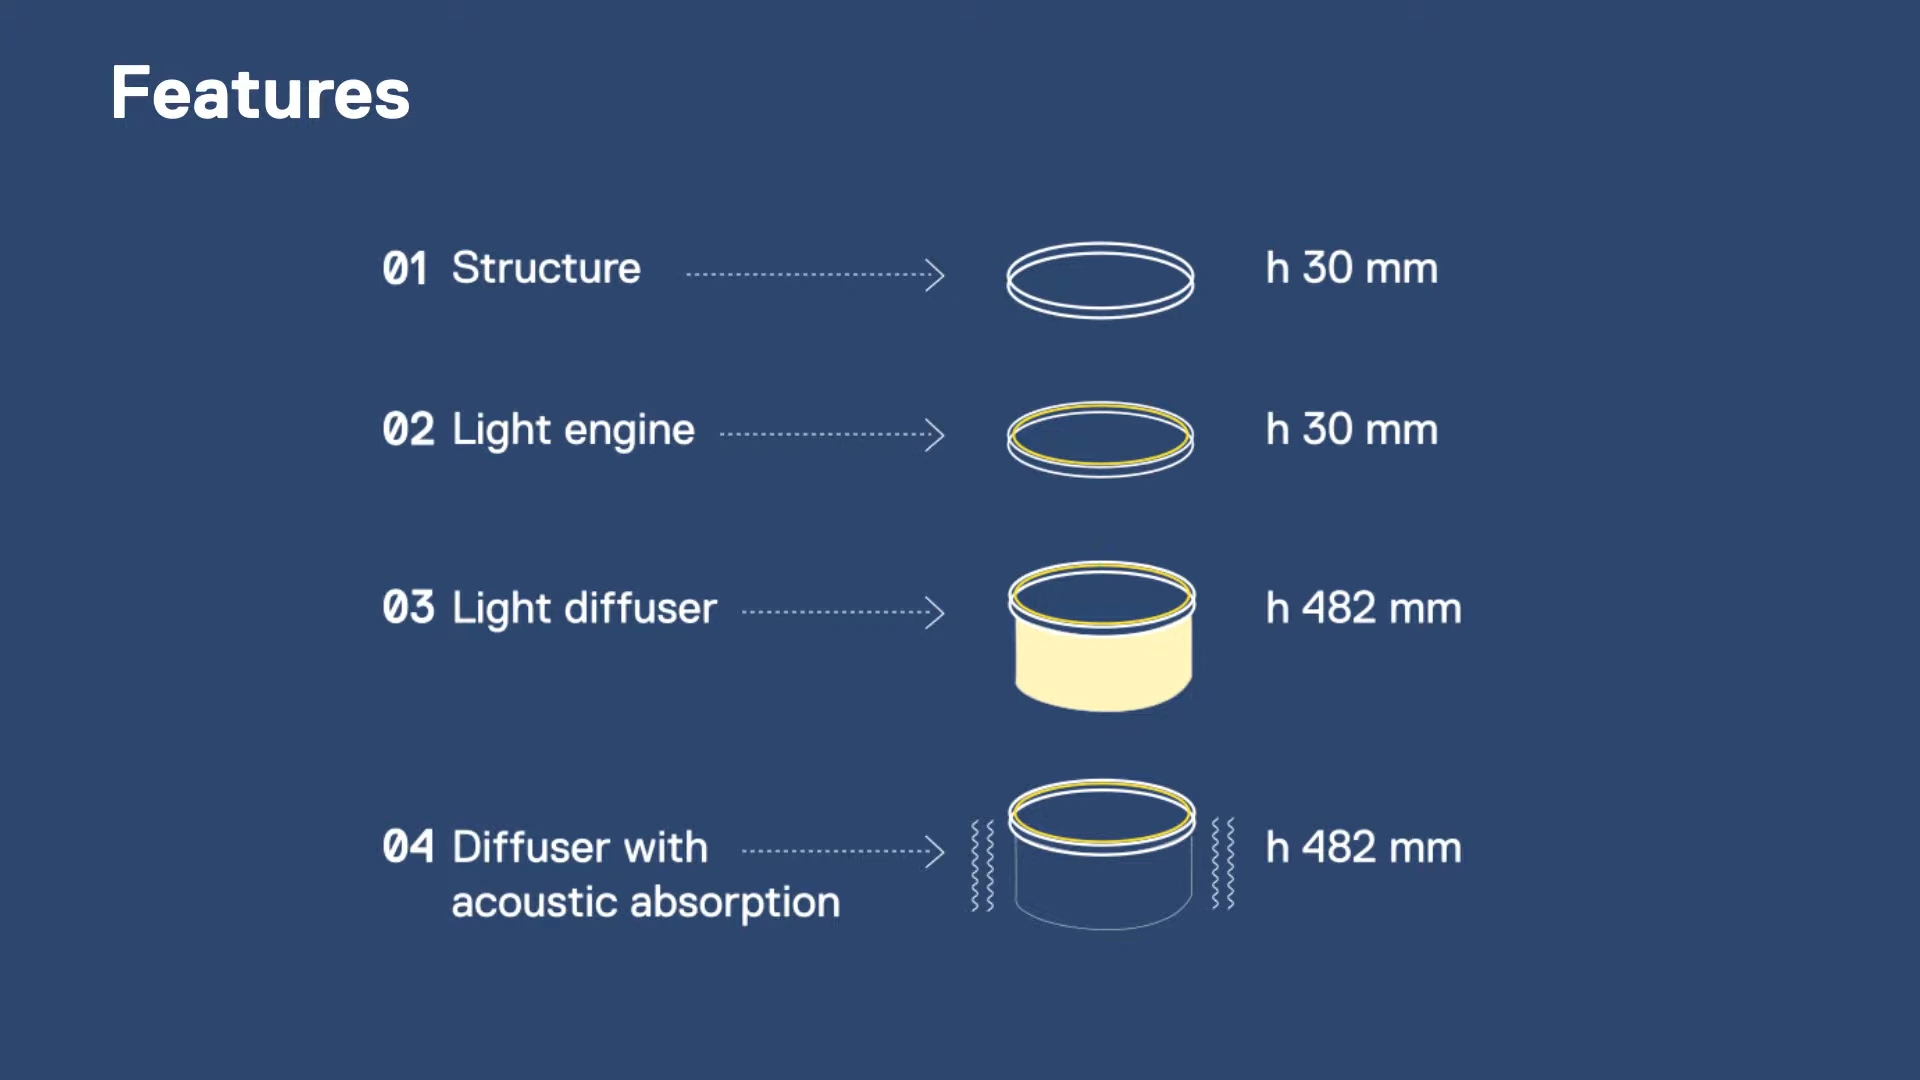 Features
01 Structure h 30 mm
02 Light engine h 30 mm
03 Light diffuser h 482 mm
04 Diffuser with h 482 mm
acoustic absorption